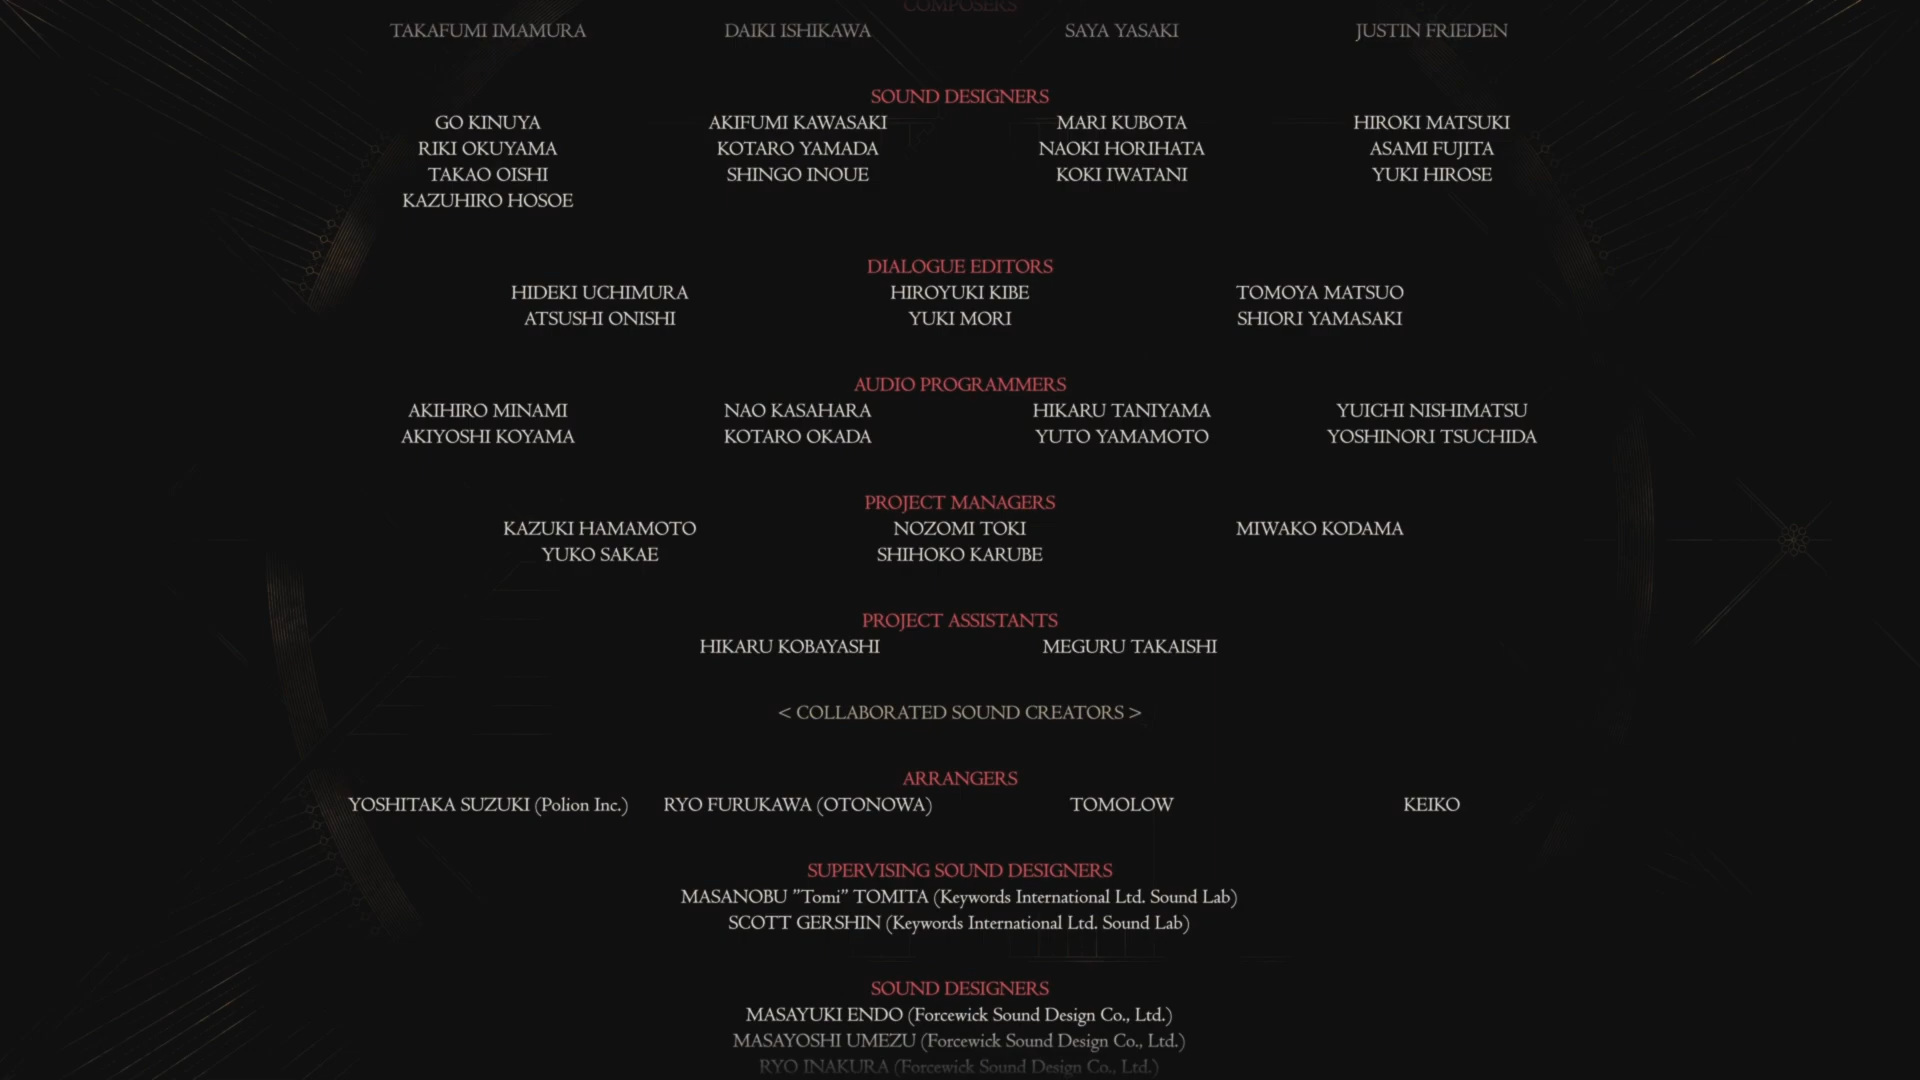 COMPOSERS
TAKAFUMI IMAMURA DAIKI ISHIKAWA SAYA YASAKI JUSTIN FRIEDEN
SOUND DESIGNERS
GO KINUYA AKIFUMI KAWASAKI MARI KUBOTA HIROKI MATSUKI
RIKI OKUYAMA KOTARO YAMADA NAOKI HORIHATA ASAMI FUJITA
TAKAO OISHI SHINGO INOUE KOKI IWATANI YUKI HIROSE
KAZUHIRO HOSOE
DIALOGUE EDITORS
HIDEKI UCHIMURA HIROYUKI KIBE TOMOYA MATSUO
ATSUSHI ONISHI YUKI MORI SHIORI YAMASAKI
AUDIO PROGRAMMERS
AKIHIRO MINAMI NAO KASAHARA HIKARU TANIYAMA YUICHI NISHIMATSU
AKIYOSHI KOYAMA KOTARO OKADA YUTO YAMAMOTO YOSHINORI TSUCHIDA
PROJECT MANAGERS
KAZUKI HAMAMOTO NOZOMI TOKI MIWAKO KODAMA
YUKO SAKAE SHIHOKO KARUBE
PROJECT ASSISTANTS
HIKARU KOBAYASHI MEGURU TAKAISHI
< COLLABORATED SOUND CREATORS >
ARRANGERS
YOSHITAKA SUZUKI (Polion Inc.) RYO FURUKAWA (OTONOWA) TOMOLOW KEIKO
SUPERVISING SOUND DESIGNERS
MASANOBU ”Tomi” TOMITA (Keywords International Ltd. Sound Lab)
SCOTT GERSHIN (Keywords International Ltd. Sound Lab)
SOUND DESIGNERS
MASAYUKI ENDO (Forcewick Sound Design Co., Ltd.)
MASAYOSHI UMEZU (Forcewick Sound Design Co., Ltd.)
RYO INAKURA (Forcewick Sound Design Co., Ltd.)